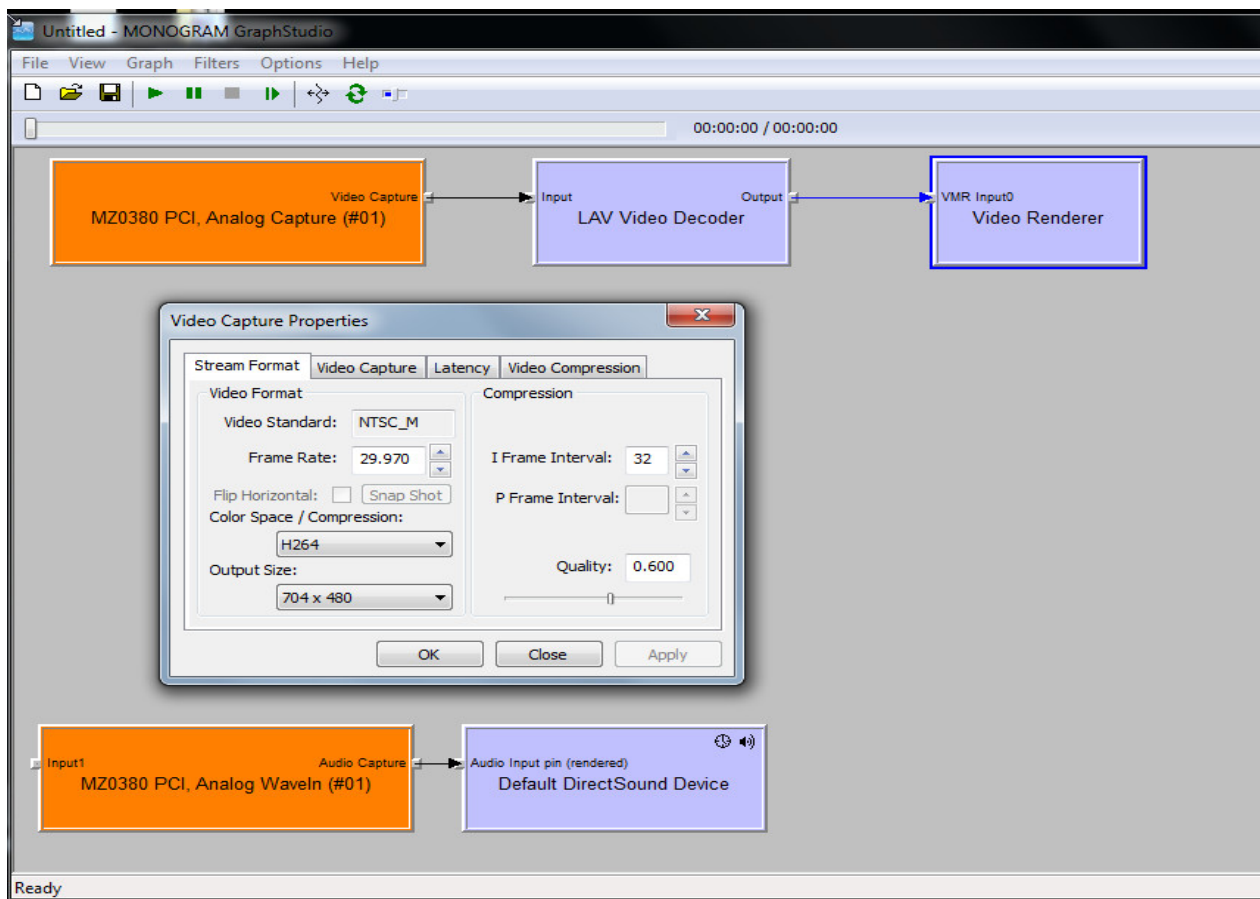 Untitled - MONOGRAM GraphStudio
File View Graph Filters Options Help
00:00:00 / 00:00:00
Video Capture
MZ0380 PCI, Analog Capture (#01)
Input Output
LAV Video Decoder
VMR Input0
Video Renderer
Video Capture Properties
Stream Format Video Capture Latency Video Compression
Video Format
Video Standard: NTSC_M
Frame Rate: 29.970
Flip Horizontal: Snap Shot
Color Space / Compression:
H264
Output Size:
704 x 480
Compression
I Frame Interval: 32
P Frame Interval:
Quality: 0.600
OK Close Apply
Input1 Audio Capture
MZ0380 PCI, Analog WaveIn (#01)
Audio Input pin (rendered)
Default DirectSound Device
Ready